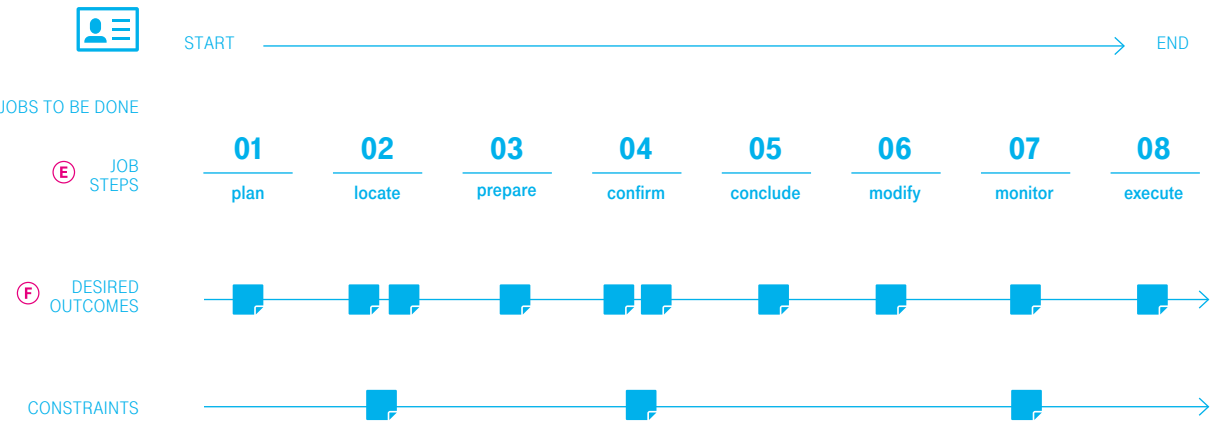 START
END
JOBS TO BE DONE
01 02 03 04 05 06 07 08
E JOB
STEPS
plan locate prepare confirm conclude modify monitor execute
F DESIRED
OUTCOMES
CONSTRAINTS